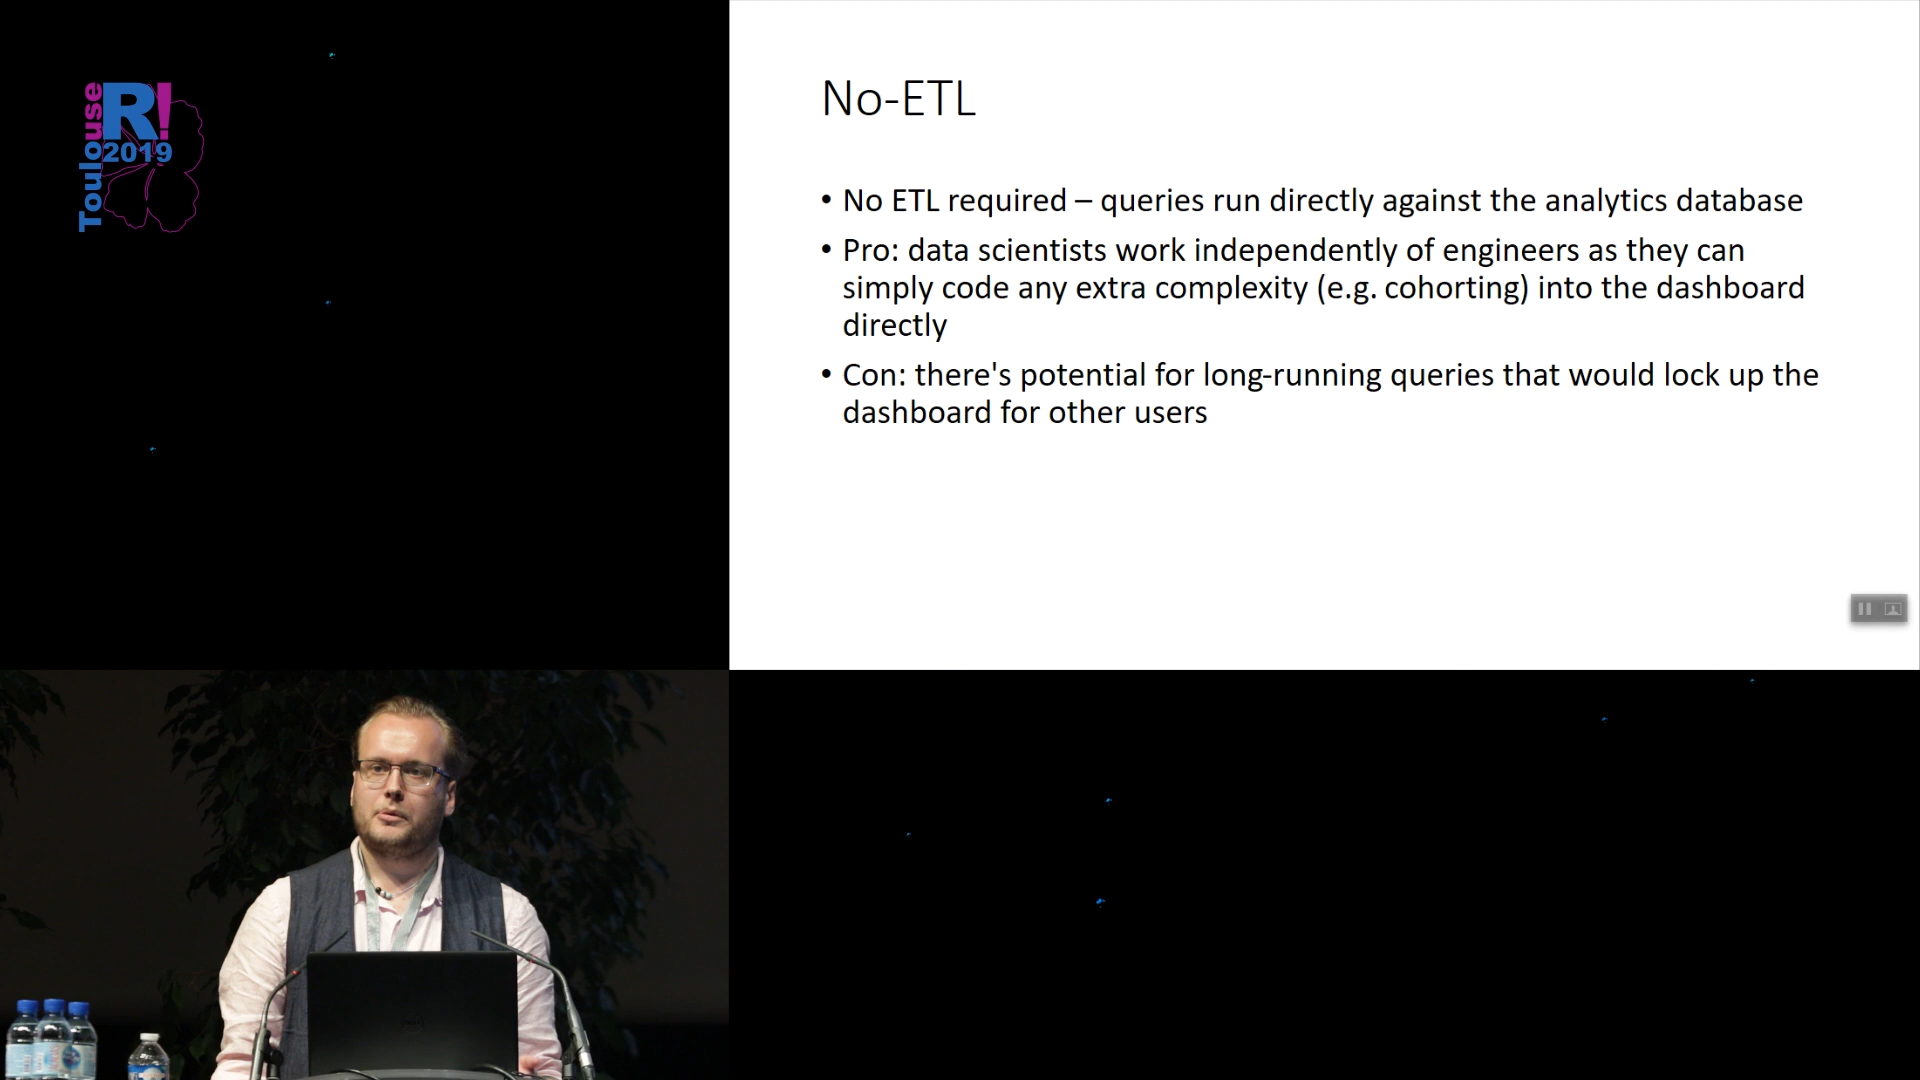 Toulouse
R!
2019
No-ETL
• No ETL required – queries run directly against the analytics database
• Pro: data scientists work independently of engineers as they can
simply code any extra complexity (e.g. cohorting) into the dashboard
directly
• Con: there's potential for long-running queries that would lock up the
dashboard for other users